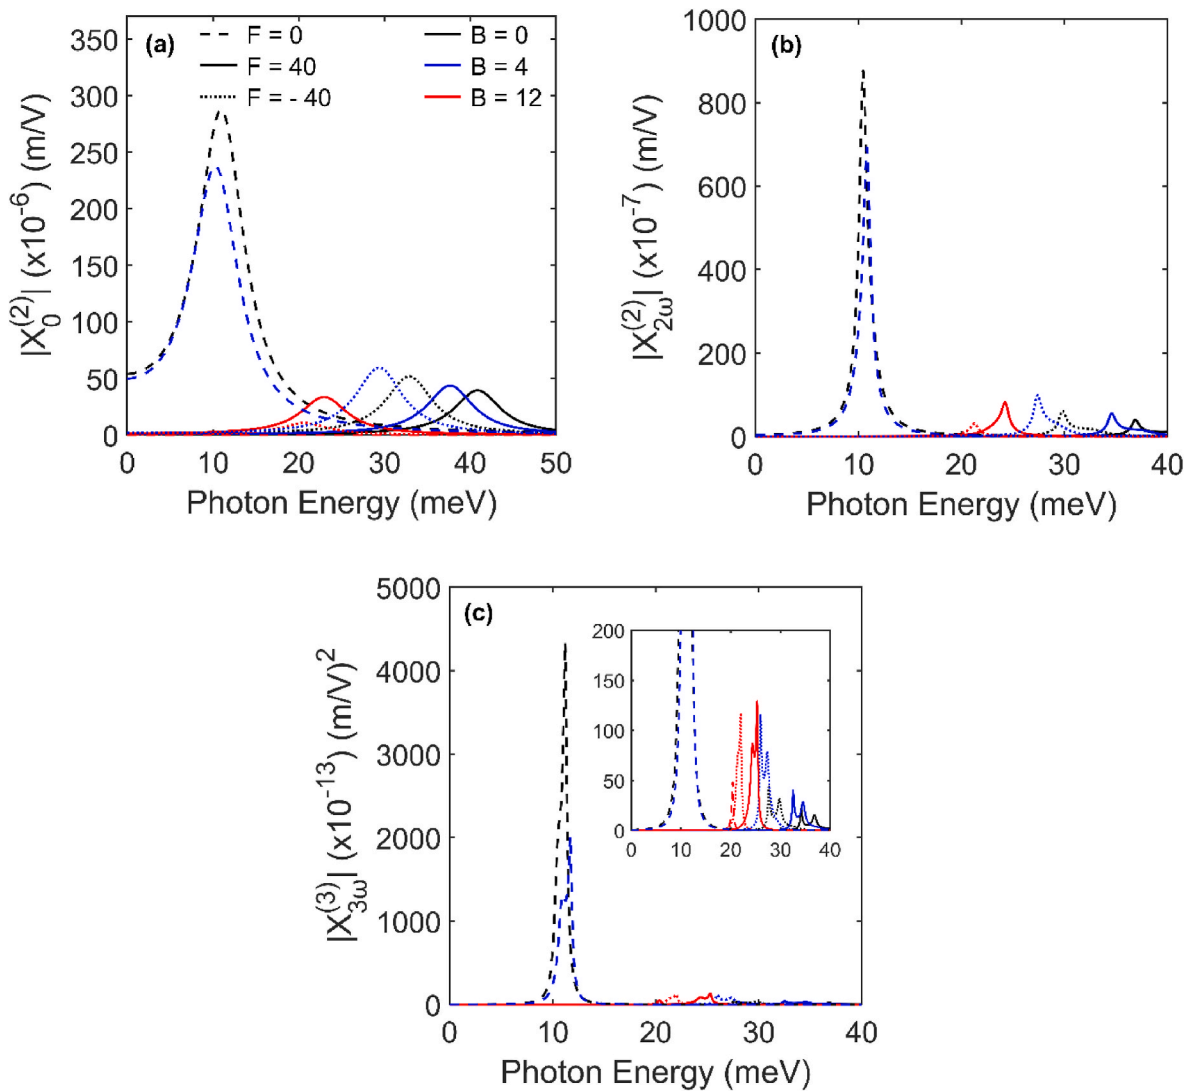 (a)
F = 0
F = 40
F = - 40
B = 0
B = 4
B = 12
350
300
250
200
150
100
50
0
|X₀⁽²⁾| (x10⁻⁶) (m/V)
0 10 20 30 40 50
Photon Energy (meV)
(b)
1000
800
600
400
200
0
|X₂ω⁽²⁾| (x10⁻⁷) (m/V)
0 10 20 30 40
Photon Energy (meV)
(c)
5000
4000
3000
2000
1000
0
|X₃ω⁽³⁾| (x10⁻¹³) (m/V)²
200
150
100
50
0
0 10 20 30 40
0 10 20 30 40
Photon Energy (meV)